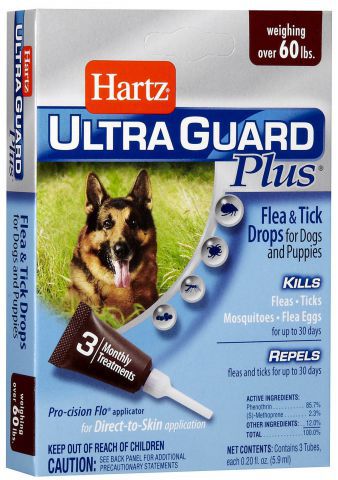 weighing
over 60 lbs.
Hartz®
ULTRA GUARD
Plus®
Flea & Tick
Drops for Dogs
and Puppies
KILLS
Fleas • Ticks
Mosquitoes • Flea Eggs
for up to 30 days
REPELS
fleas and ticks for up to 30 days
3 Monthly
Treatments
Pro-cision Flo® applicator
for Direct-to-Skin application
ACTIVE INGREDIENTS:
Phenothrin 85.7%
(S)-Methoprene 2.3%
OTHER INGREDIENTS: 12.0%
TOTAL 100.0%
KEEP OUT OF REACH OF CHILDREN
CAUTION: SEE BACK PANEL FOR ADDITIONAL
PRECAUTIONARY STATEMENTS
NET CONTENTS: Contains 3 Tubes,
each 0.20 fl oz. (5.9 ml)
Hartz
ULTRA GUARD
Plus®
Flea & Tick Drops
for Dogs and Puppies
weighing
over 60 lbs.